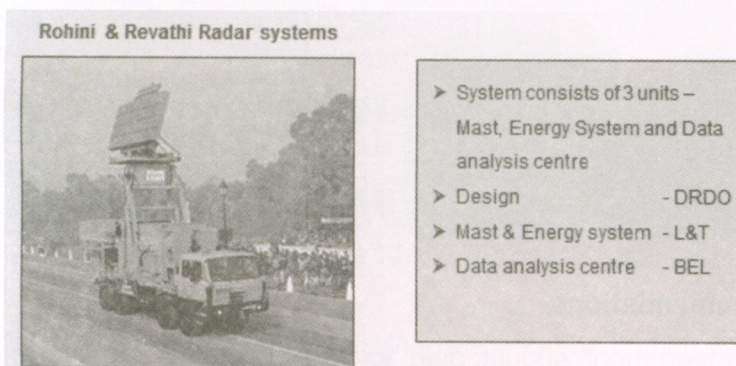 Rohini & Revathi Radar systems
➤ System consists of 3 units –
Mast, Energy System and Data
analysis centre
➤ Design - DRDO
➤ Mast & Energy system - L&T
➤ Data analysis centre - BEL